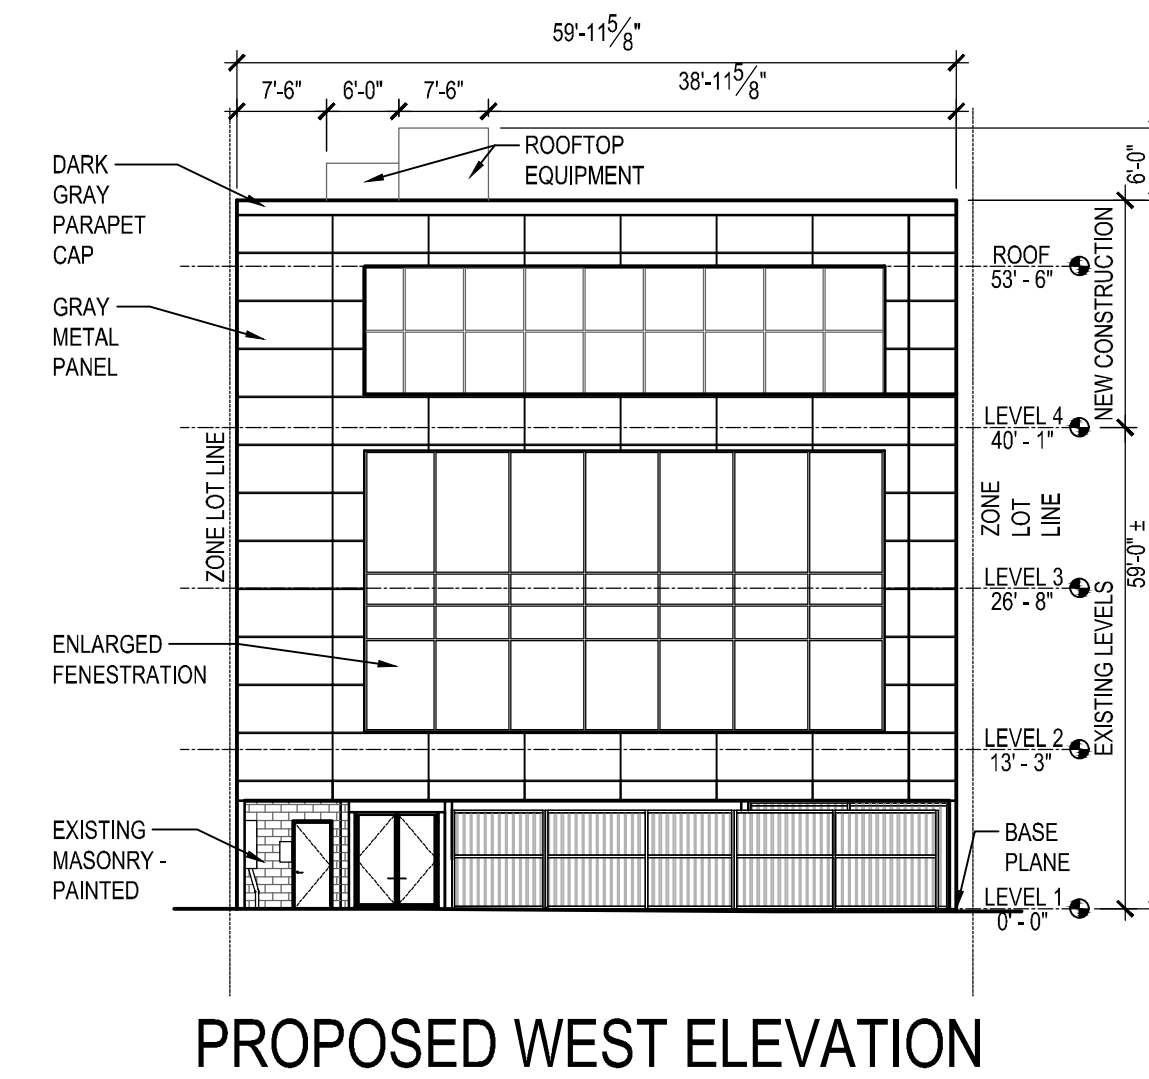 59'-11 5/8"
7'-6"
6'-0"
7'-6"
38'-11 5/8"
ROOFTOP
EQUIPMENT
6'-0"
DARK
GRAY
PARAPET
CAP
GRAY
METAL
PANEL
ROOF
53' - 6"
NEW CONSTRUCTION
LEVEL 4
40' - 1"
ZONE LOT LINE
ZONE
LOT
LINE
59'-0" ±
LEVEL 3
26' - 8"
EXISTING LEVELS
ENLARGED
FENESTRATION
LEVEL 2
13' - 3"
EXISTING
MASONRY -
PAINTED
BASE
PLANE
LEVEL 1
0' - 0"
PROPOSED WEST ELEVATION